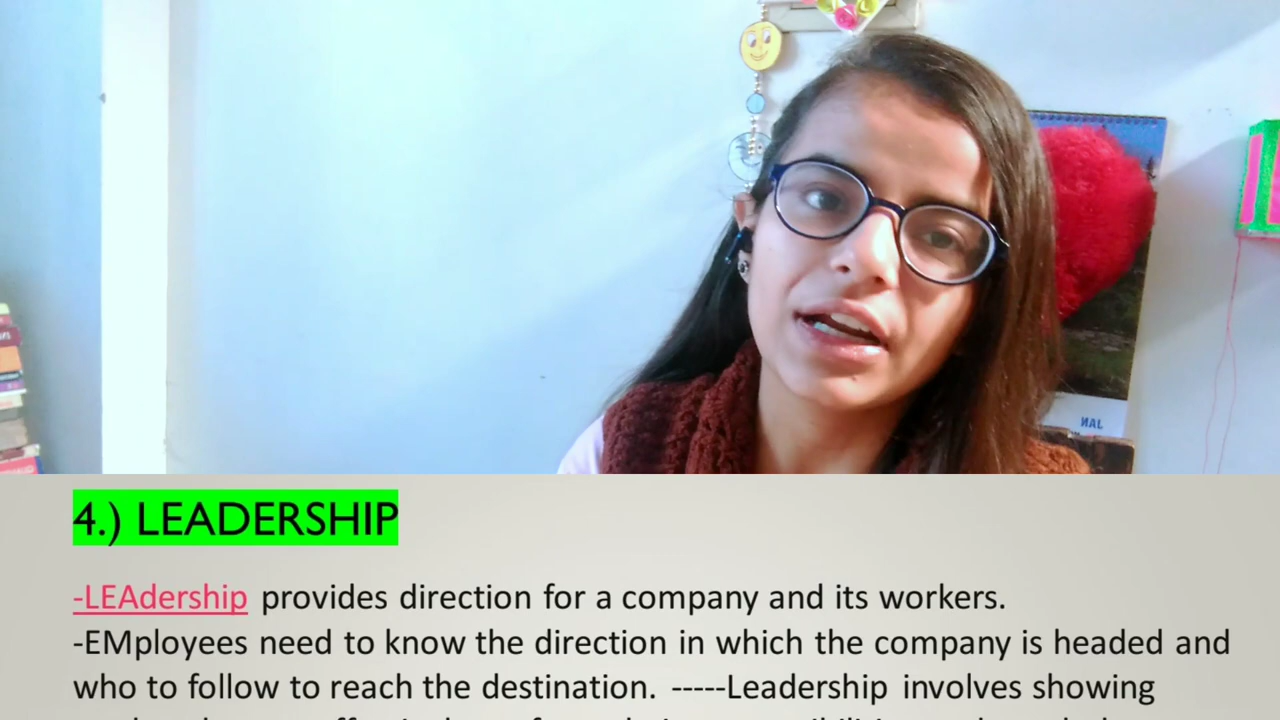 ИAL
4.) LEADERSHIP
-LEAdership provides direction for a company and its workers.
-EMployees need to know the direction in which the company is headed and
who to follow to reach the destination. -----Leadership involves showing